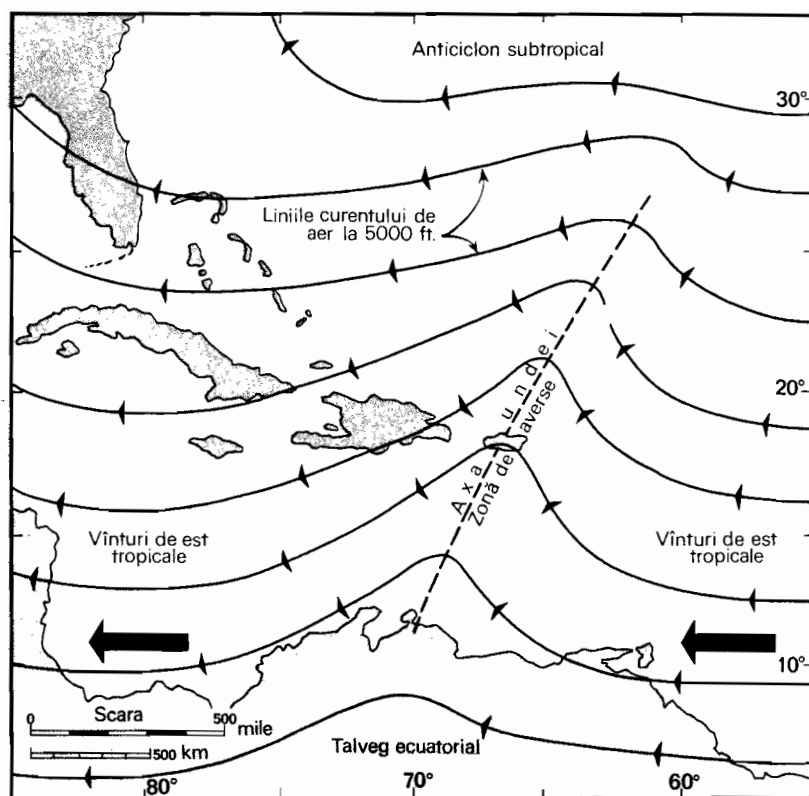 Anticiclon subtropical
30°
Liniile curentului de
aer la 5000 ft.
20°
Axa undei
Zonă de averse
Vînturi de est
tropicale
Vînturi de est
tropicale
10°
Scara
0 500
mile
500 km
Talveg ecuatorial
80° 70° 60°